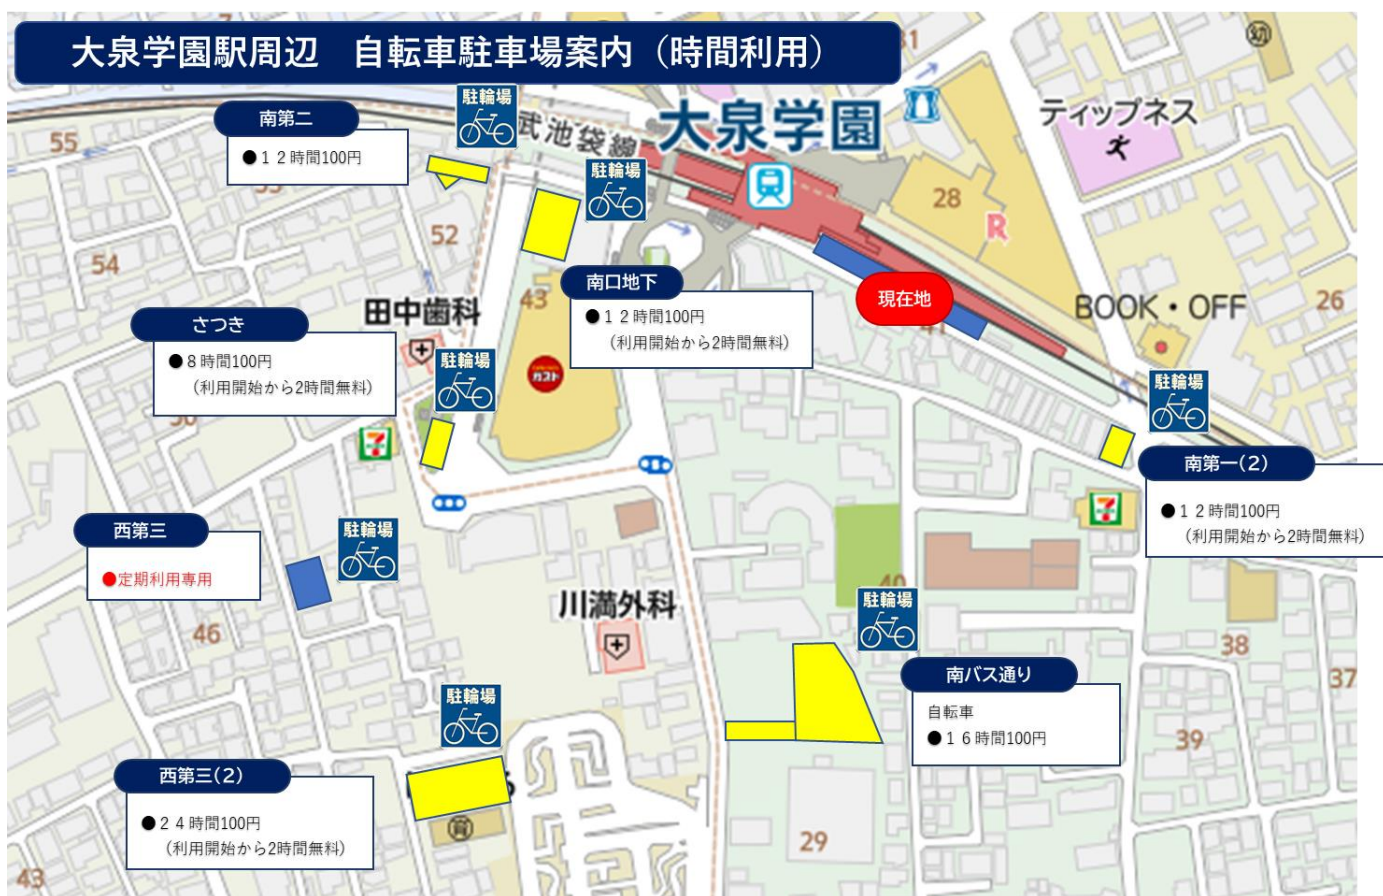 大泉学園駅周辺　自転車駐車場案内（時間利用）
31
幼
大泉学園
ティップネス
駐輪場
南第二
●１２時間100円
武池袋線
55
53
駐輪場
28
R
52
54
南口地下
●１２時間100円
（利用開始から2時間無料）
現在地
41
BOOK・OFF
26
43
田中歯科
さつき
●８時間100円
（利用開始から2時間無料）
駐輪場
ガスト
駐輪場
50
南第一(2)
●１２時間100円
（利用開始から2時間無料）
西第三
●定期利用専用
駐輪場
46
川満外科
40
駐輪場
38
37
南バス通り
自転車
●１６時間100円
39
駐輪場
西第三(2)
●２４時間100円
（利用開始から2時間無料）
29
43